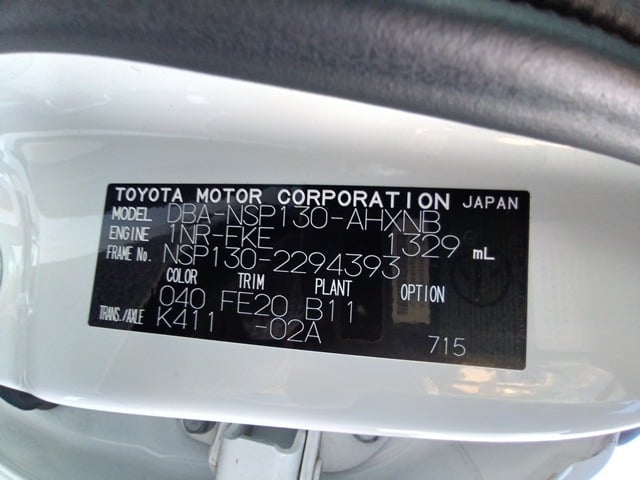 TOYOTA MOTOR CORPORATION JAPAN
MODEL DBA-NSP130-AHXNB
ENGINE 1NR-FKE 1329 mL
FRAME No. NSP130-2294393
COLOR TRIM PLANT OPTION
040 FE20 B11
TRANS./AXLE K411 -02A
715